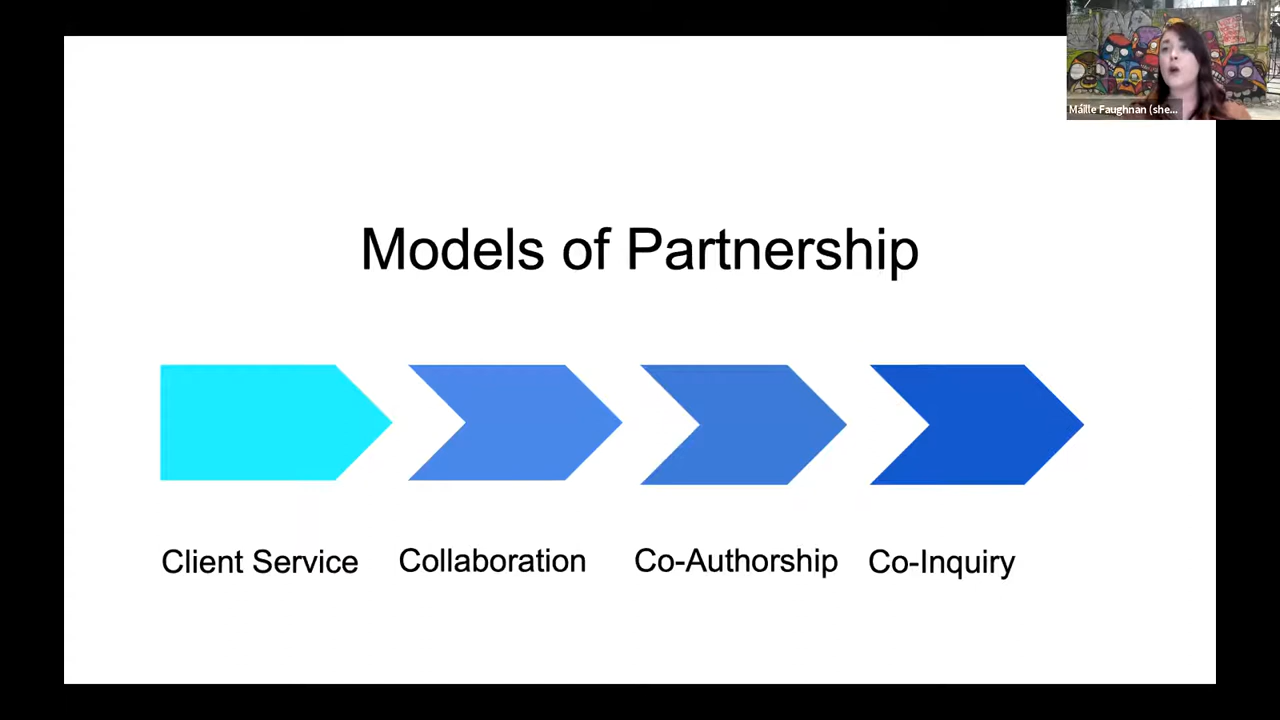 Máille Faughnan (she...
Models of Partnership
Client Service
Collaboration
Co-Authorship
Co-Inquiry